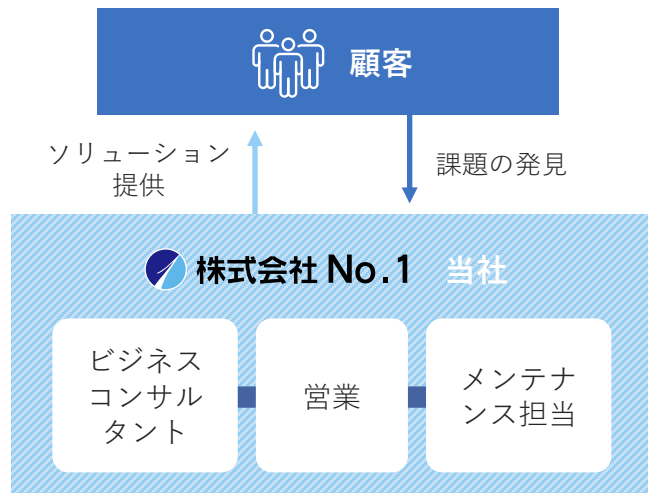 顧客
ソリューション
提供
課題の発見
株式会社 No.1 当社
ビジネス
コンサル
タント
営業
メンテナ
ンス担当